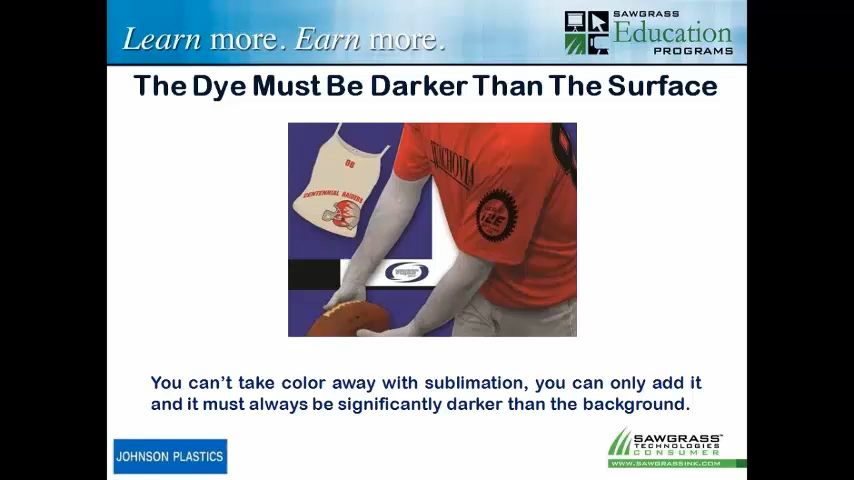 Learn more. Earn more.
SAWGRASS
Education
PROGRAMS
The Dye Must Be Darker Than The Surface
00
CENTENNIAL RAIDERS
WACHOVIA
You can't take color away with sublimation, you can only add it
and it must always be significantly darker than the background.
JOHNSON PLASTICS
SAWGRASS
TECHNOLOGIES
CONSUMER
WWW.SAWGRASSINK.COM